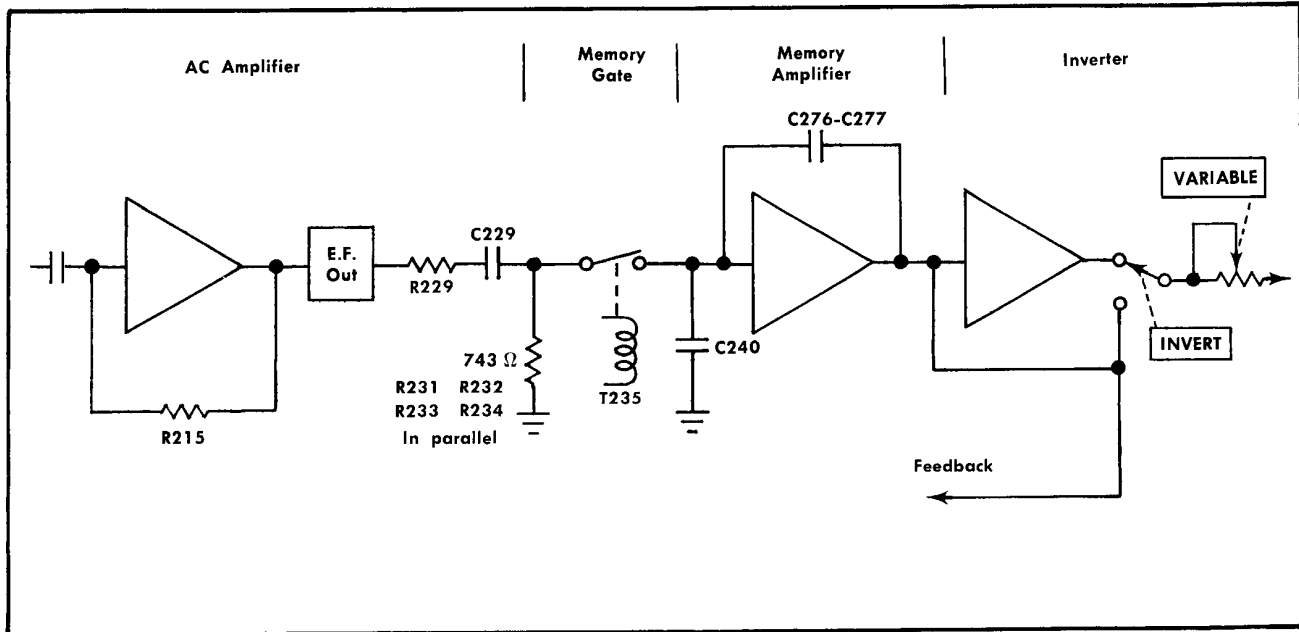 AC Amplifier
Memory
Gate
Memory
Amplifier
Inverter
C276-C277
VARIABLE
E.F.
Out
R229
C229
743 Ω
R231 R232
R233 R234
In parallel
T235
C240
INVERT
R215
Feedback